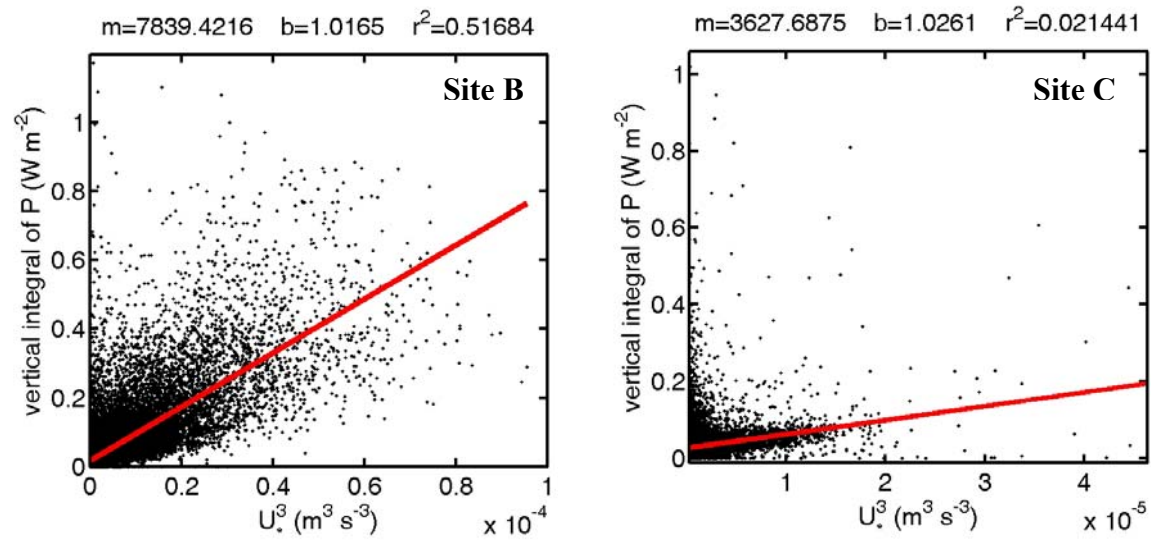 m=7839.4216 b=1.0165 r²=0.51684
Site B
vertical integral of P (W m⁻²)
1
0.8
0.6
0.4
0.2
0
0 0.2 0.4 0.6 0.8 1
U³* (m³ s⁻³)
x 10⁻⁴
m=3627.6875 b=1.0261 r²=0.021441
Site C
vertical integral of P (W m⁻²)
1
0.8
0.6
0.4
0.2
0
1 2 3 4
U³* (m³ s⁻³)
x 10⁻⁵